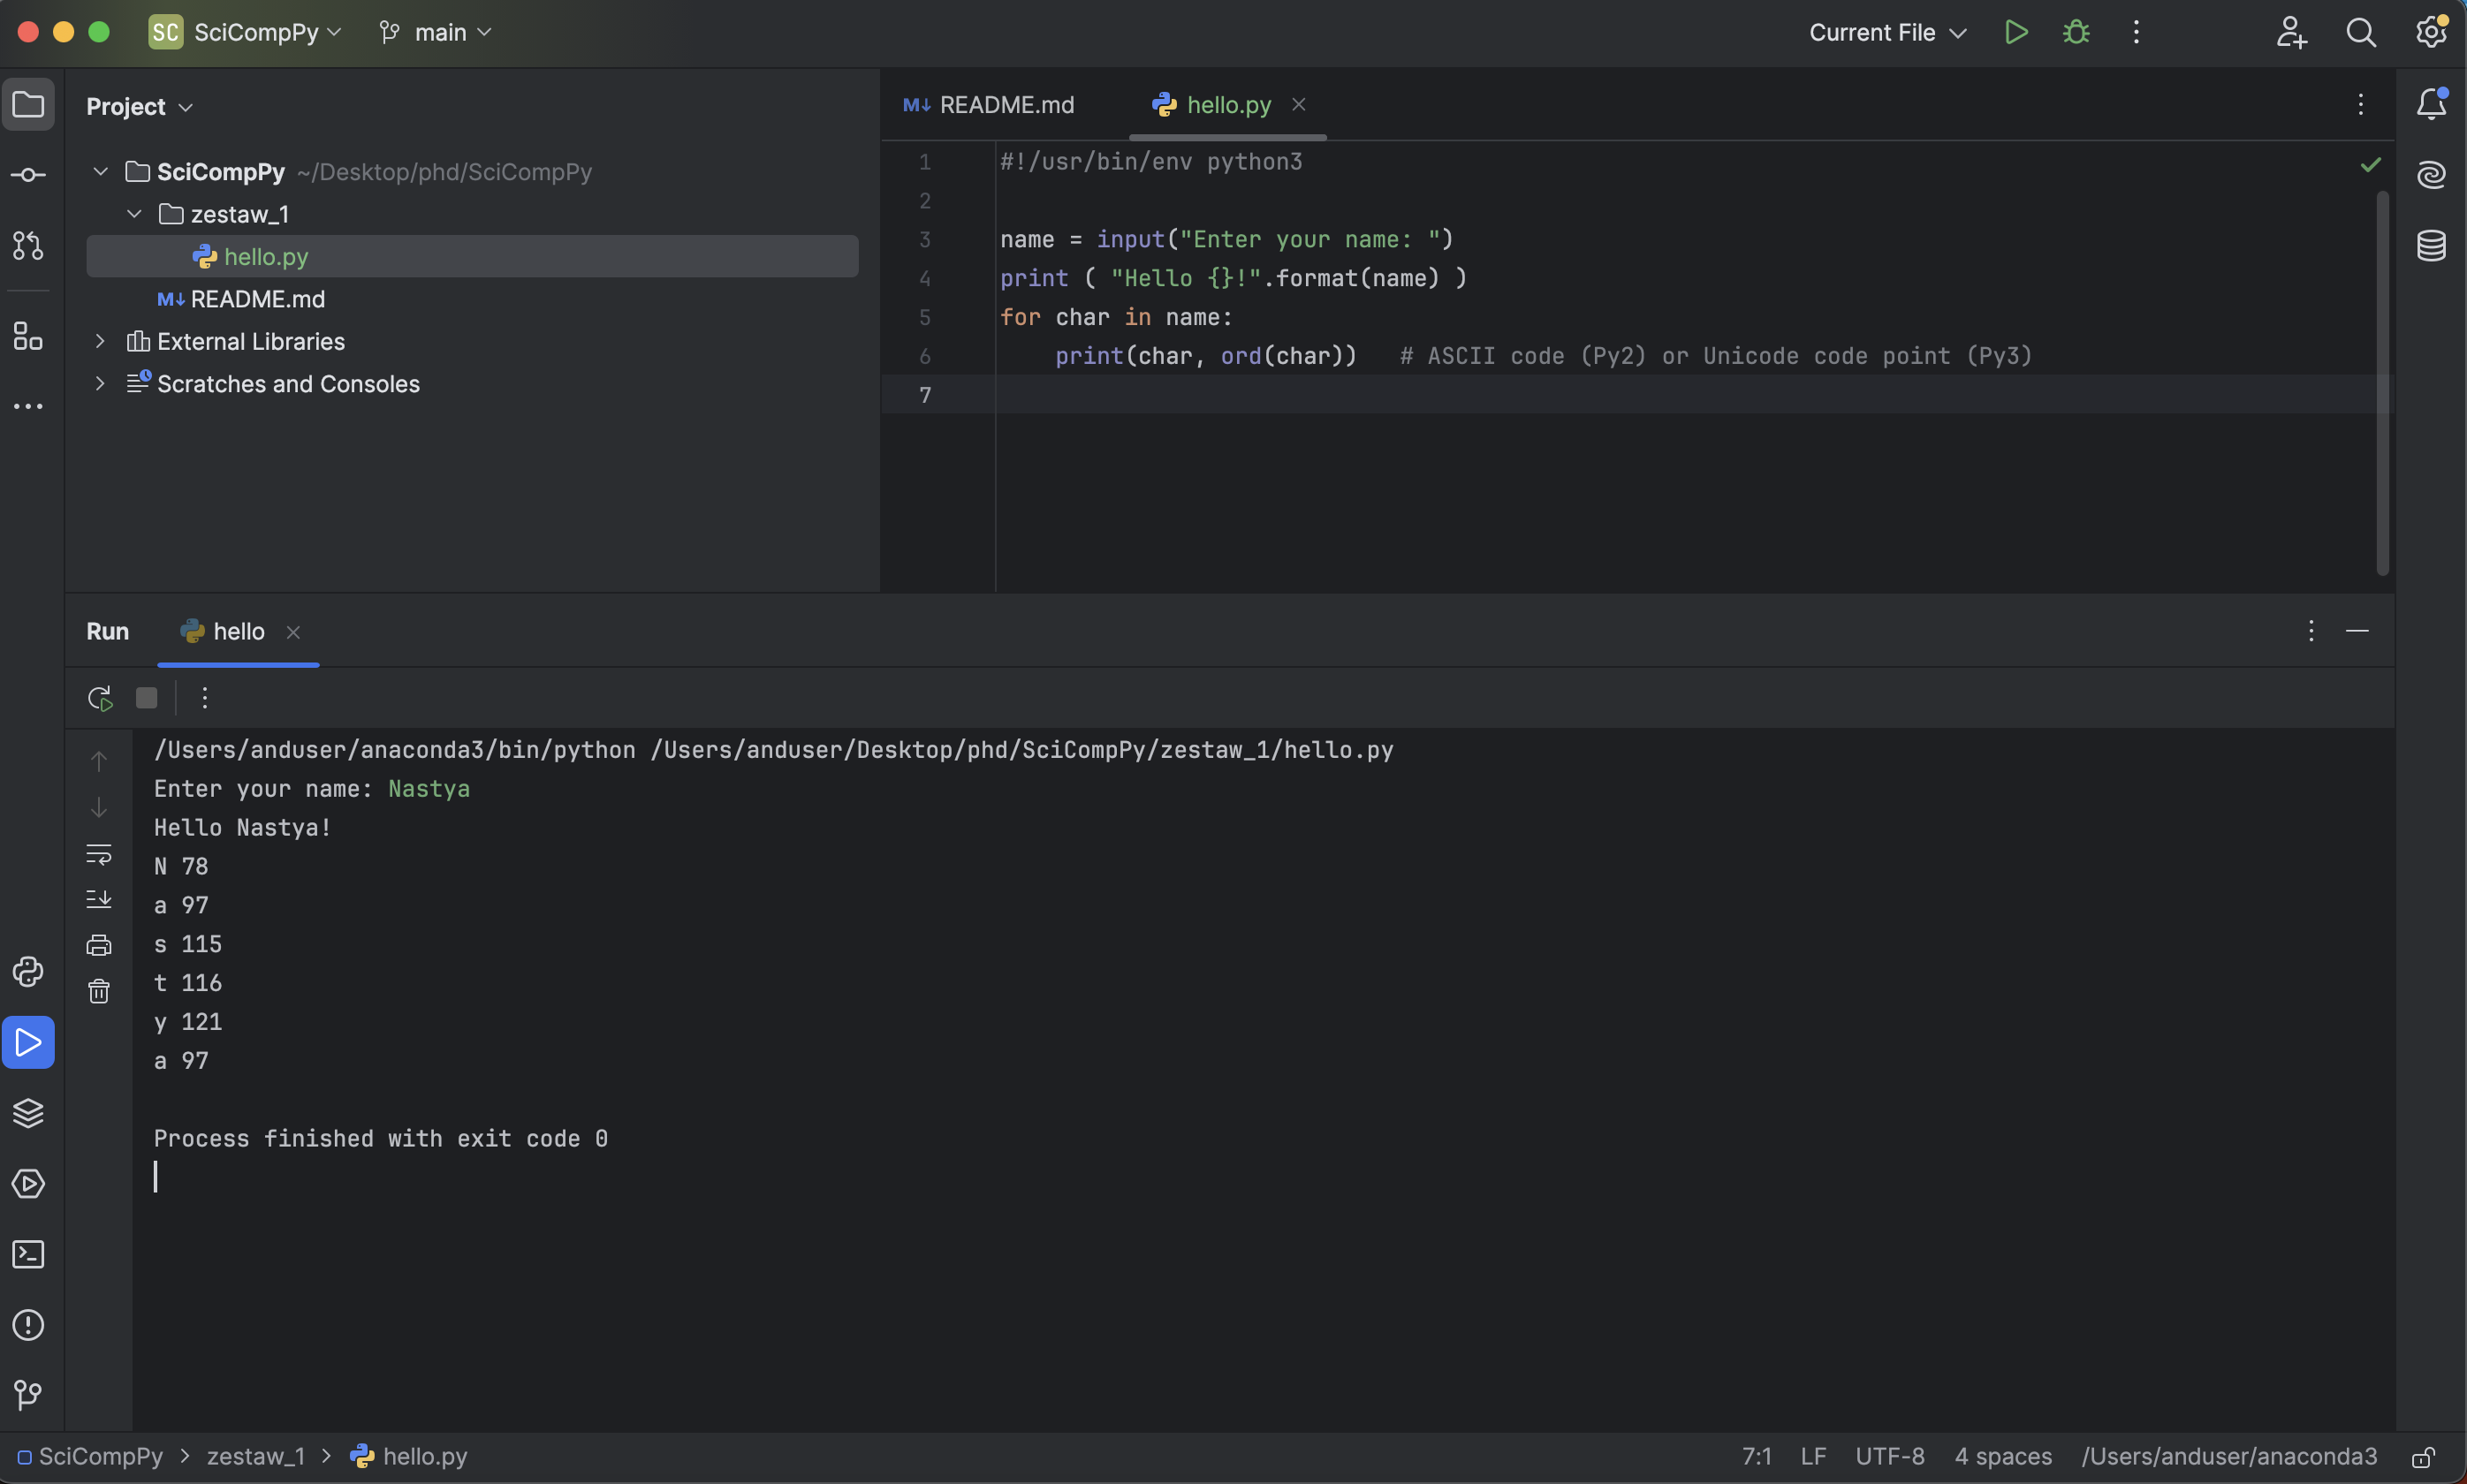 SC SciCompPy main Current File
Project
SciCompPy ~/Desktop/phd/SciCompPy
zestaw_1
hello.py
M↓ README.md
External Libraries
Scratches and Consoles
M↓ README.md hello.py
1 #!/usr/bin/env python3
2
3 name = input("Enter your name: ")
4 print ( "Hello {}!".format(name) )
5 for char in name:
6 print(char, ord(char)) # ASCII code (Py2) or Unicode code point (Py3)
7
Run hello
/Users/anduser/anaconda3/bin/python /Users/anduser/Desktop/phd/SciCompPy/zestaw_1/hello.py
Enter your name: Nastya
Hello Nastya!
N 78
a 97
s 115
t 116
y 121
a 97
Process finished with exit code 0
SciCompPy > zestaw_1 > hello.py 7:1 LF UTF-8 4 spaces /Users/anduser/anaconda3